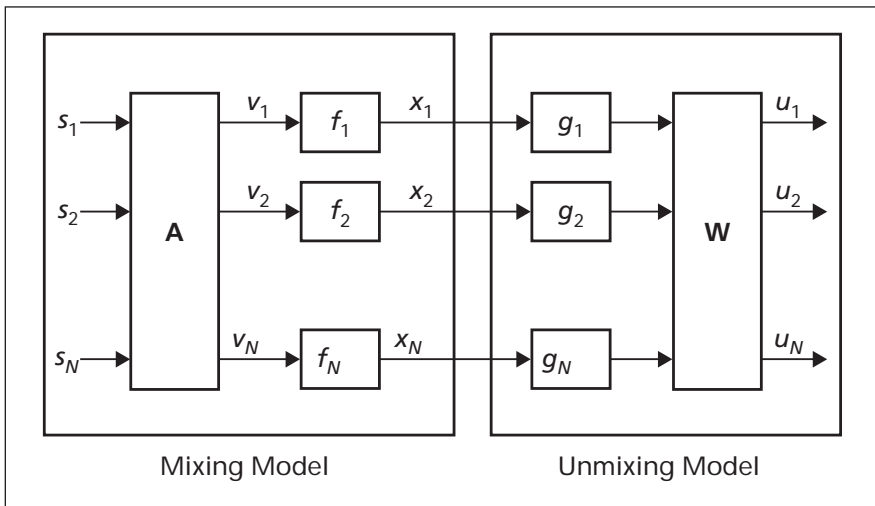 v1 f1 x1 g1 u1
s1
v2 f2 x2 g2 u2
s2
A W
vN fN xN gN uN
sN
Mixing Model Unmixing Model